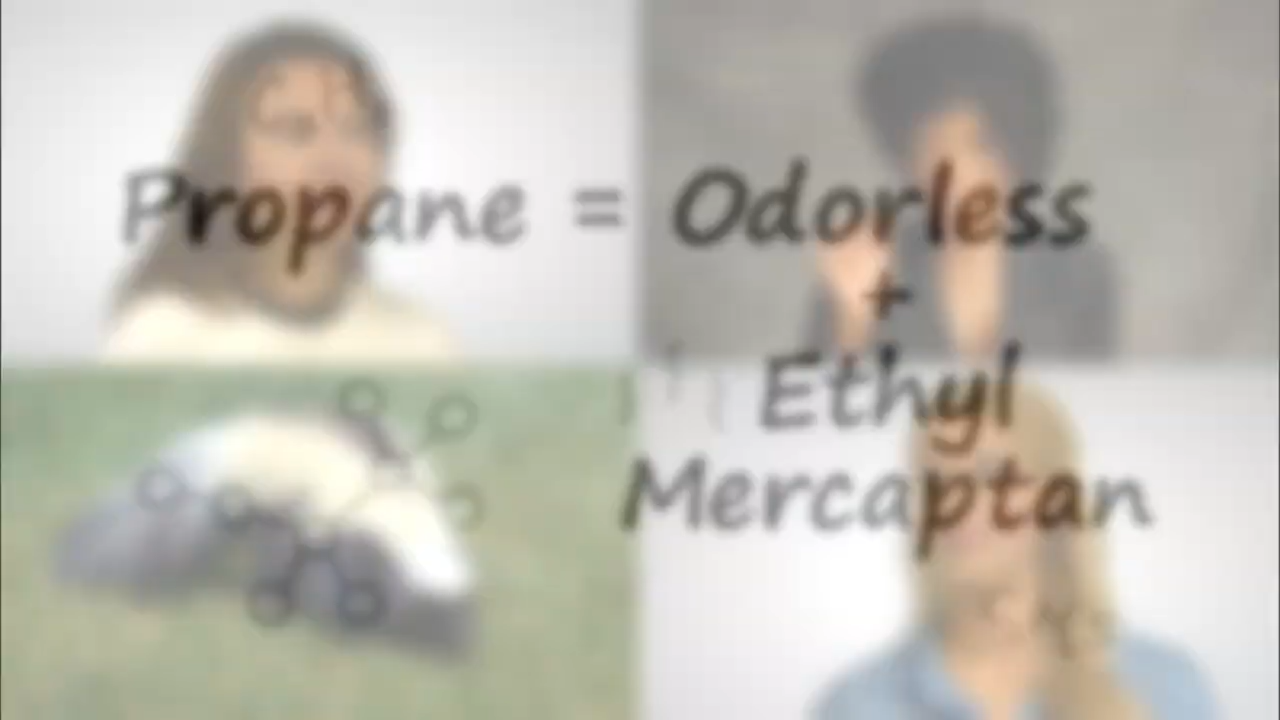 Propane = Odorless
+
Ethyl
Mercaptan